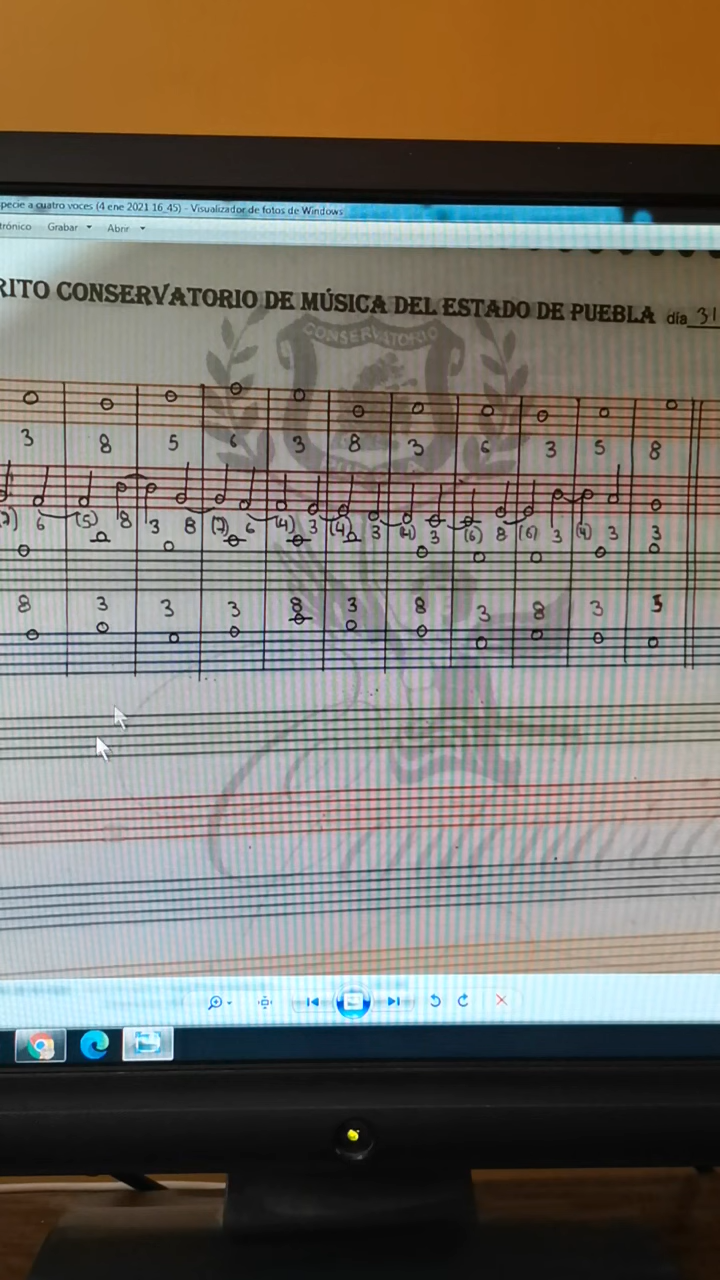 pecie a cuatro voces (4 ene 2021 16_45) - Visualizador de fotos de Windows
trónico Grabar Abrir
RITO CONSERVATORIO DE MÚSICA DEL ESTADO DE PUEBLA día 31
CONSERVATORIO
3 8 5 6 3 8 3 6 3 5 8
7) 6 (5) 8 3 8 (7) 6 (4) 3 (4) 3 (4) 3 (6) 8 (6) 3 (4) 3 3
8 3 3 3 8 3 8 3 8 3 5